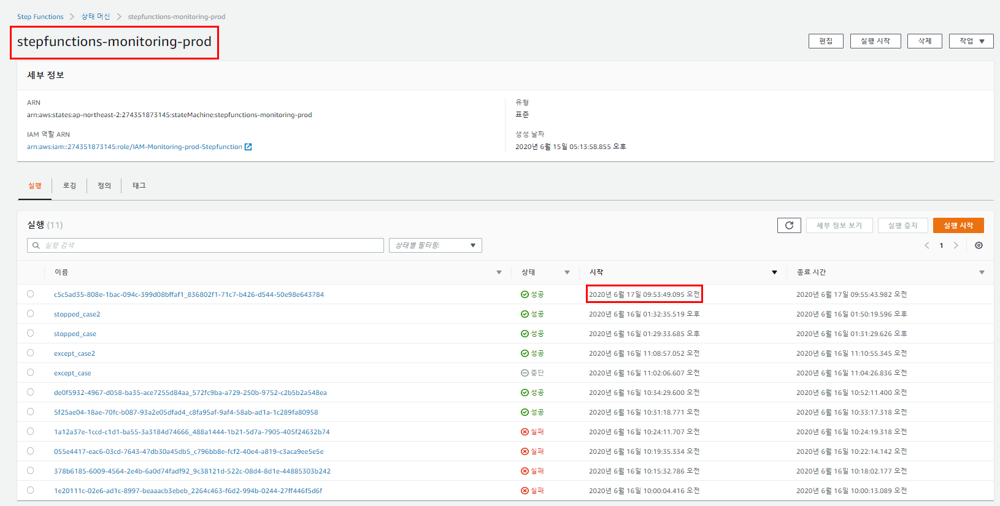 Step Functions > 상태 머신 > stepfunctions-monitoring-prod
stepfunctions-monitoring-prod
편집 실행 시작 삭제 작업
세부 정보
ARN
arn:aws:states:ap-northeast-2:274351873145:stateMachine:stepfunctions-monitoring-prod
IAM 역할 ARN
arn:aws:iam::274351873145:role/IAM-Monitoring-prod-Stepfunction
유형
표준
생성 날짜
2020년 6월 15일 05:13:58.855 오후
실행 로깅 정의 태그
실행 (11)
세부 정보 보기 실행 중지 실행 시작
실행 검색 상태별 필터링: 1
이름 상태 시작 종료 시간
c5c5ad35-808e-1bac-094c-399d08bffaf1_836802f1-71c7-b426-d544-50e98e643784 성공 2020년 6월 17일 09:53:49.095 오전 2020년 6월 17일 09:55:43.982 오전
stopped_case2 성공 2020년 6월 16일 01:32:35.519 오후 2020년 6월 16일 01:50:19.596 오후
stopped_case 성공 2020년 6월 16일 01:29:33.685 오후 2020년 6월 16일 01:31:29.626 오후
except_case2 성공 2020년 6월 16일 11:08:57.052 오전 2020년 6월 16일 11:10:55.345 오전
except_case 중단 2020년 6월 16일 11:02:06.607 오전 2020년 6월 16일 11:04:26.836 오전
de0f5932-4967-d058-ba35-ace7255d84aa_572fc9ba-a729-250b-9752-c2b5b2a548ea 성공 2020년 6월 16일 10:34:29.600 오전 2020년 6월 16일 10:52:11.400 오전
5f25ae04-18ae-70fc-b087-93a2e05dfad4_c8fa95af-9af4-58ab-ad1a-1c289fa80958 성공 2020년 6월 16일 10:31:18.771 오전 2020년 6월 16일 10:33:17.318 오전
1a12a37e-1ccd-c1d1-ba55-3a3184d74666_488a1444-1b21-5d7a-7905-405f24632b74 실패 2020년 6월 16일 10:24:11.707 오전 2020년 6월 16일 10:24:19.318 오전
055e4417-eac6-03cd-7643-47db30a45db5_c796bb8e-fcf2-40e4-a819-c3aca9ee5e5e 실패 2020년 6월 16일 10:19:35.334 오전 2020년 6월 16일 10:22:14.142 오전
378b6185-6009-4564-2e4b-6a0d74fadf92_9c38121d-522c-08d4-8d1e-44885303b242 실패 2020년 6월 16일 10:15:32.786 오전 2020년 6월 16일 10:18:02.177 오전
1e20111c-02e6-ad1c-8997-beaaacb3ebeb_2264c463-f6d2-994b-0244-27ff446f5d6f 실패 2020년 6월 16일 10:00:04.416 오전 2020년 6월 16일 10:00:13.089 오전